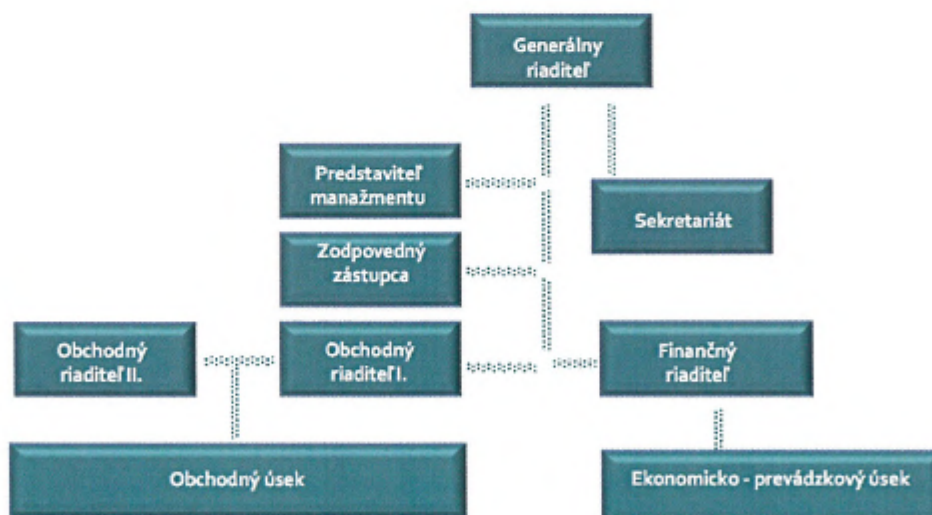 Generálny
riaditeľ
Predstaviteľ
manažmentu
Sekretariát
Zodpovedný
zástupca
Obchodný
riaditeľ II.
Obchodný
riaditeľ I.
Finančný
riaditeľ
Obchodný úsek
Ekonomicko - prevádzkový úsek